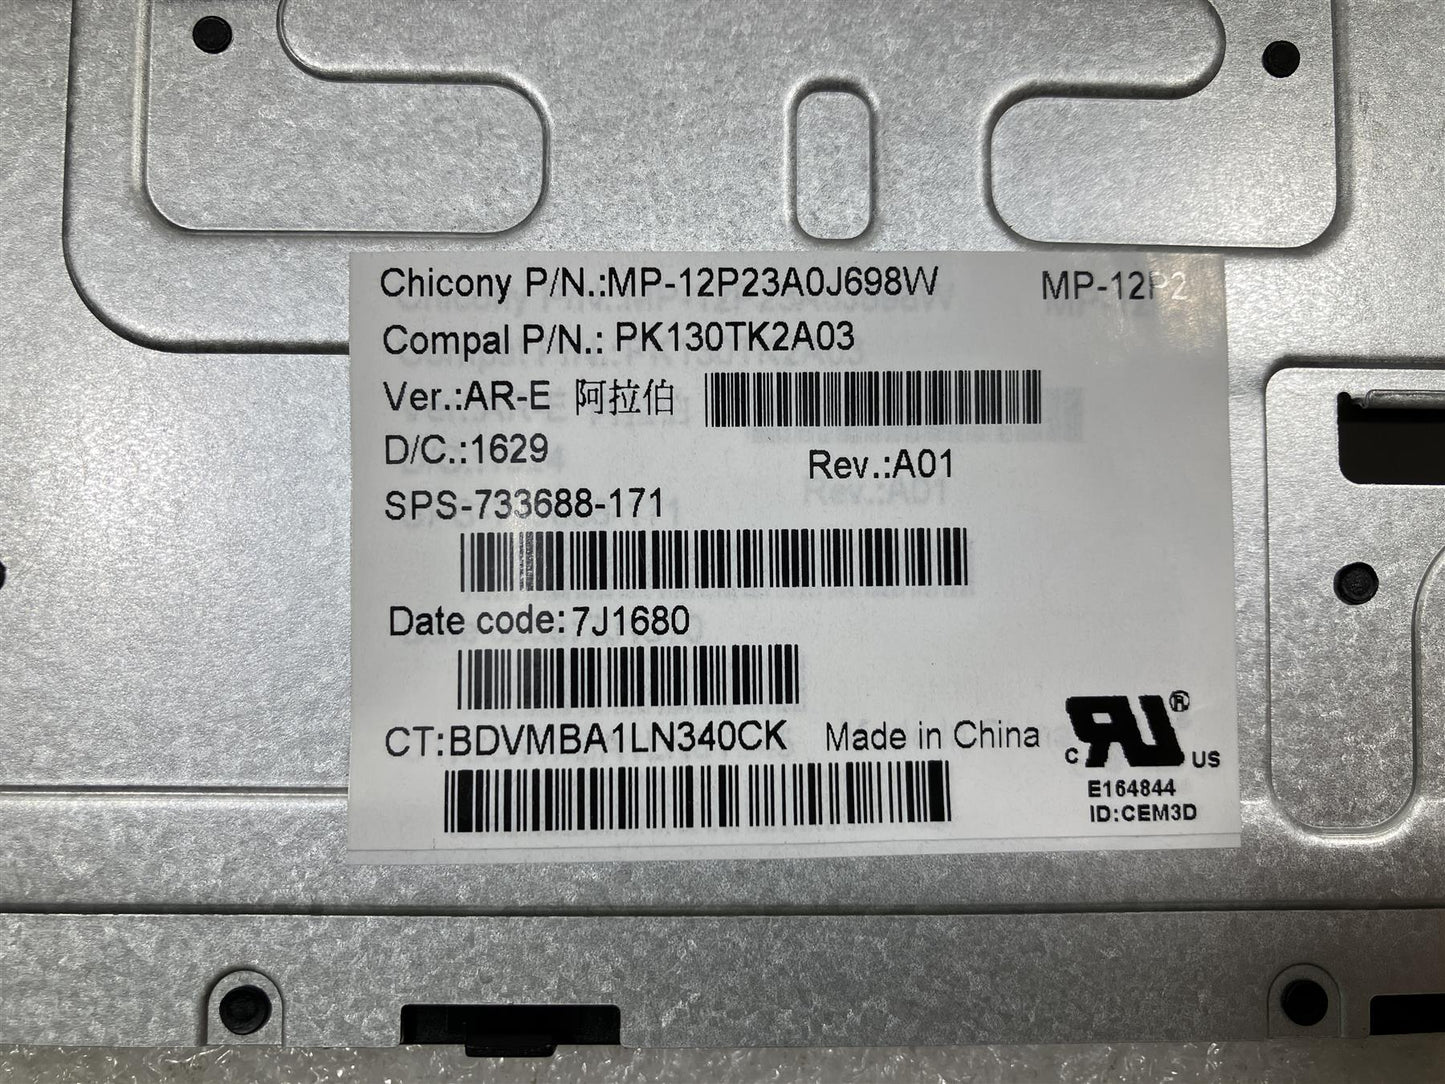 Chicony P/N.:MP-12P23A0J698W MP-12P2
Compal P/N.: PK130TK2A03
Ver.:AR-E 阿拉伯
D/C.:1629
Rev.:A01
SPS-733688-171
Date code:7J1680
CT:BDVMBA1LN340CK Made in China
c RU ® US
E164844
ID:CEM3D